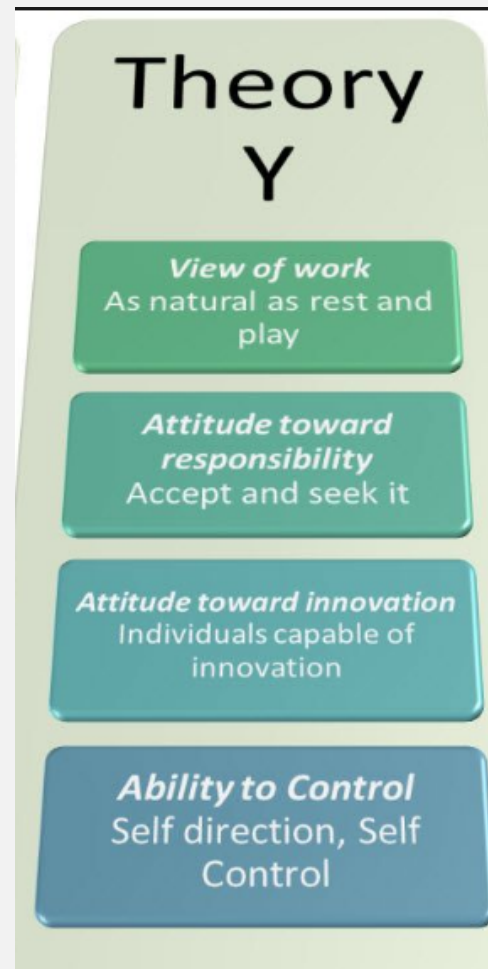 Theory
Y
View of work
As natural as rest and
play
Attitude toward
responsibility
Accept and seek it
Attitude toward innovation
Individuals capable of
innovation
Ability to Control
Self direction, Self
Control